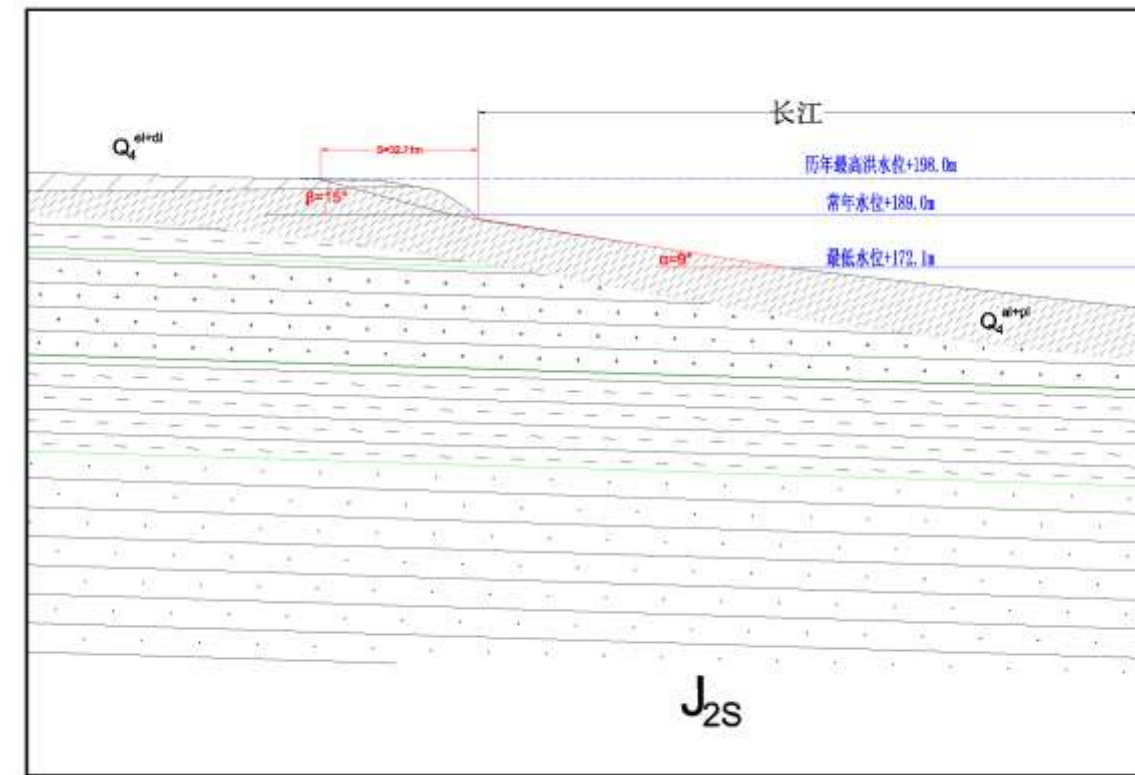 长江
Q₄ᵉˡ⁺ᵈˡ
S=32.71m
历年最高洪水位+198.0m
β=15°
常年水位+189.0m
α=9°
最低水位+172.1m
Q₄ᵃˡ⁺ᵖˡ
J₂S